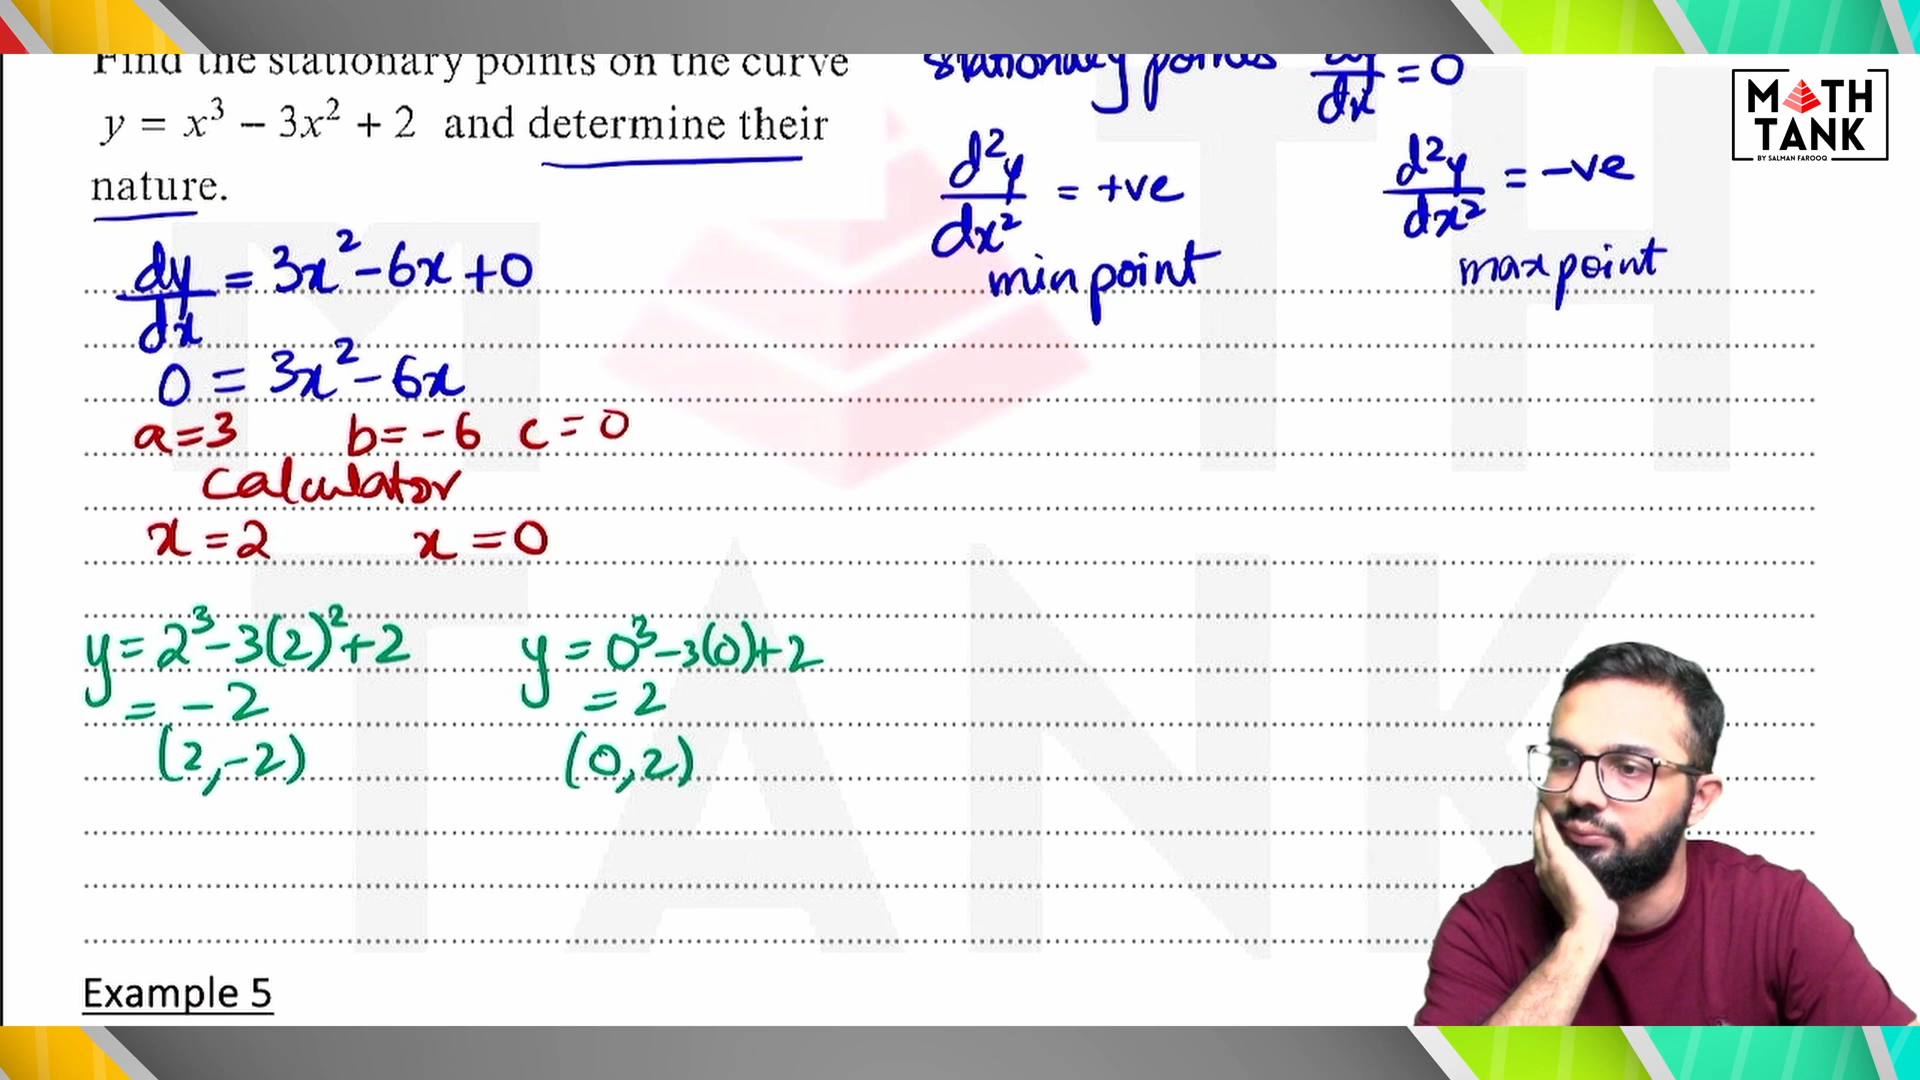 Find the stationary points on the curve
y = x³ − 3x² + 2 and determine their
nature.
stationary points dy/dx = 0
d²y/dx² = +ve
min point
d²y/dx² = -ve
max point
dy/dx = 3x² - 6x + 0
0 = 3x² - 6x
a = 3 b = -6 c = 0
calculator
x = 2 x = 0
y = 2³ - 3(2)² + 2
= -2
(2, -2)
y = 0³ - 3(0) + 2
= 2
(0, 2)
Example 5
MATH
TANK
BY SALMAN FAROOQ
MATH
TANK